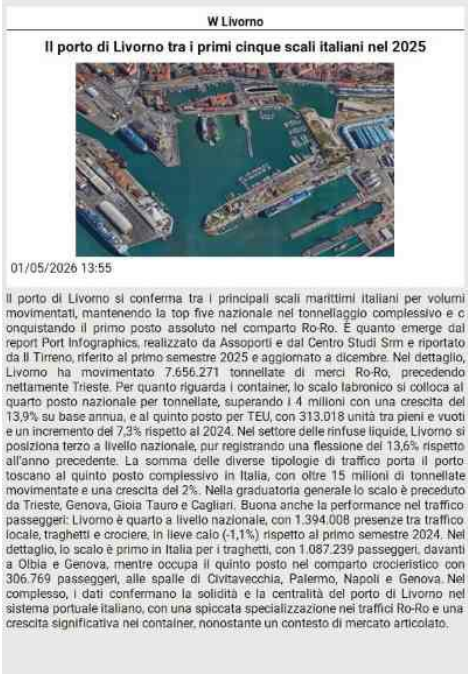 W Livorno
Il porto di Livorno tra i primi cinque scali italiani nel 2025
01/05/2026 13:55
Il porto di Livorno si conferma tra i principali scali marittimi italiani per volumi
movimentati, mantenendo la top five nazionale nel tonnellaggio complessivo e c
onquistando il primo posto assoluto nel comparto Ro-Ro. È quanto emerge dal
report Port Infographics, realizzato da Assoporti e dal Centro Studi Srm e riportato
da Il Tirreno, riferito al primo semestre 2025 e aggiornato a dicembre. Nel dettaglio,
Livorno ha movimentato 7.656.271 tonnellate di merci Ro-Ro, precedendo
nettamente Trieste. Per quanto riguarda i container, lo scalo labronico si colloca al
quarto posto nazionale per tonnellate, superando i 4 milioni con una crescita del
13,9% su base annua, e al quinto posto per TEU, con 313.018 unità tra pieni e vuoti
e un incremento del 7,3% rispetto al 2024. Nel settore delle rinfuse liquide, Livorno si
posiziona terzo a livello nazionale, pur registrando una flessione del 13,6% rispetto
all'anno precedente. La somma delle diverse tipologie di traffico porta il porto
toscano al quinto posto complessivo in Italia, con oltre 15 milioni di tonnellate
movimentate e una crescita del 2%. Nella graduatoria generale lo scalo è preceduto
da Trieste, Genova, Gioia Tauro e Cagliari. Buona anche la performance nel traffico
passeggeri: Livorno è quarto a livello nazionale, con 1.394.008 presenze tra traffico
locale, traghetti e crociere, in lieve calo (-1,1%) rispetto al primo semestre 2024. Nel
dettaglio, lo scalo è primo in Italia per i traghetti, con 1.087.239 passeggeri, davanti
a Olbia e Genova, mentre occupa il quinto posto nel comparto crocieristico con
306.769 passeggeri, alle spalle di Civitavecchia, Palermo, Napoli e Genova. Nel
complesso, i dati confermano la solidità e la centralità del porto di Livorno nel
sistema portuale italiano, con una spiccata specializzazione nei traffici Ro-Ro e una
crescita significativa nei container, nonostante un contesto di mercato articolato.